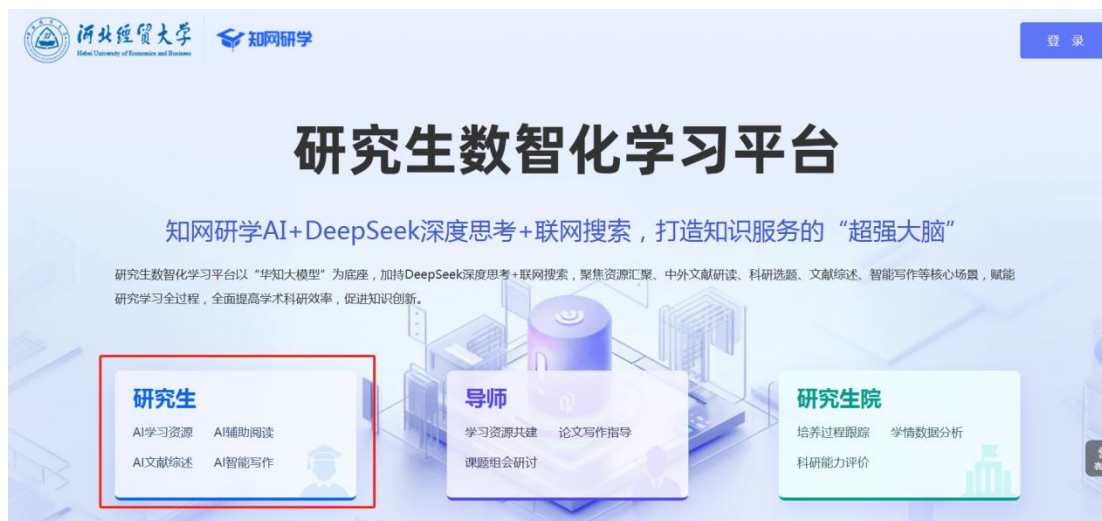 河北经贸大学
Hebei University of Economics and Business
知网研学
登 录
研究生数智化学习平台
知网研学AI+DeepSeek深度思考+联网搜索，打造知识服务的“超强大脑”
研究生数智化学习平台以“华知大模型”为底座，加持DeepSeek深度思考+联网搜索，聚焦资源汇聚、中外文献研读、科研选题、文献综述、智能写作等核心场景，赋能
研究学习全过程，全面提高学术科研效率，促进知识创新。
研究生
AI学习资源 AI辅助阅读
AI文献综述 AI智能写作
导师
学习资源共建 论文写作指导
课题组会研讨
研究生院
培养过程跟踪 学情数据分析
科研能力评价